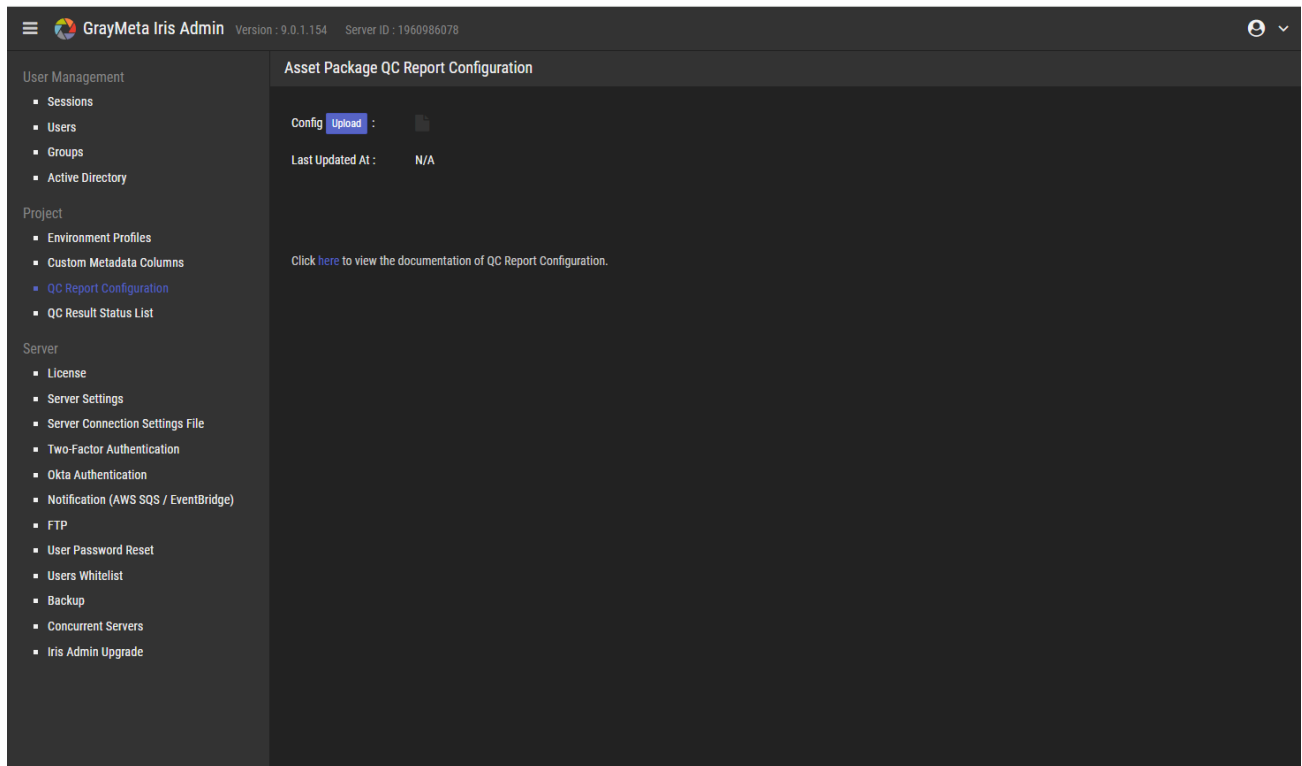 GrayMeta Iris Admin Version : 9.0.1.154 Server ID : 1960986078
User Management
Sessions
Users
Groups
Active Directory
Project
Environment Profiles
Custom Metadata Columns
QC Report Configuration
QC Result Status List
Server
License
Server Settings
Server Connection Settings File
Two-Factor Authentication
Okta Authentication
Notification (AWS SQS / EventBridge)
FTP
User Password Reset
Users Whitelist
Backup
Concurrent Servers
Iris Admin Upgrade
Asset Package QC Report Configuration
Config Upload :
Last Updated At : N/A
Click here to view the documentation of QC Report Configuration.